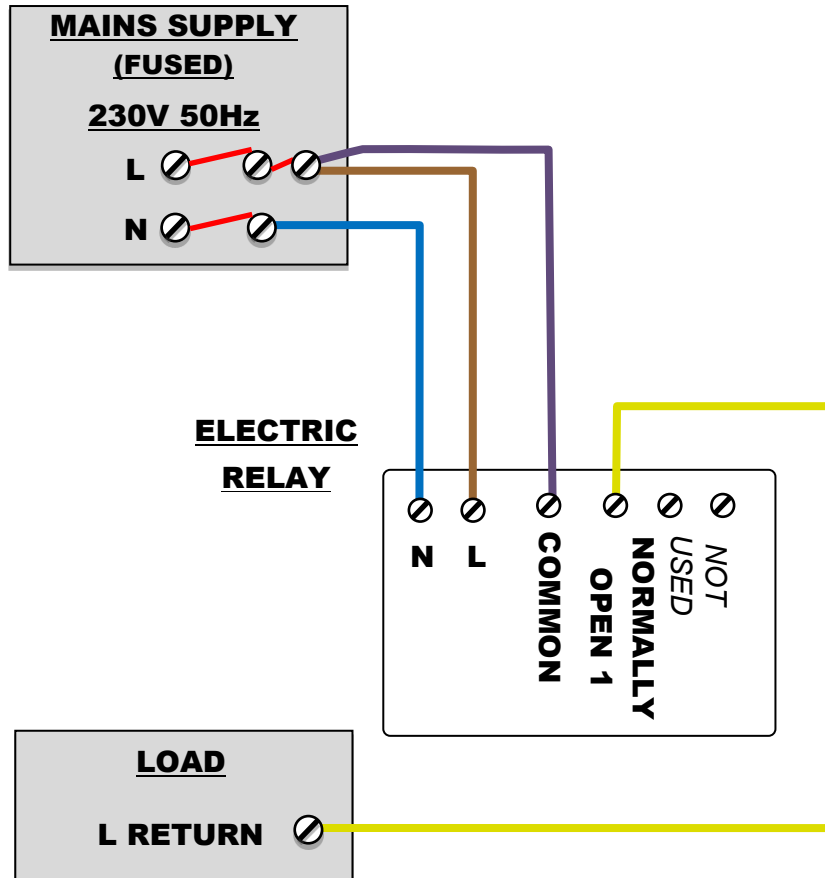 MAINS SUPPLY
(FUSED)
230V 50Hz
L
N
ELECTRIC
RELAY
N
L
COMMON
NORMALLY
OPEN 1
NOT
USED
LOAD
L RETURN